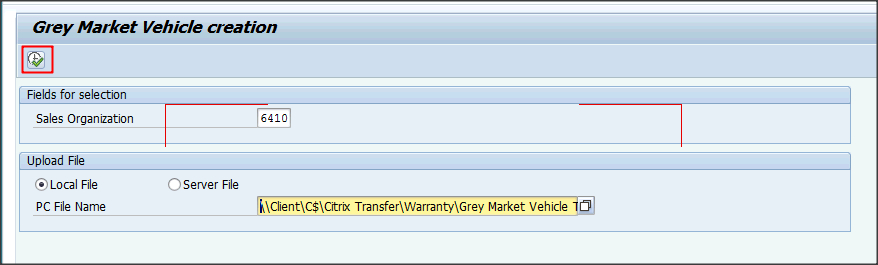 Grey Market Vehicle creation
Fields for selection
Sales Organization 6410
Upload File
Local File Server File
PC File Name \\Client\C$\Citrix Transfer\Warranty\Grey Market Vehicle T